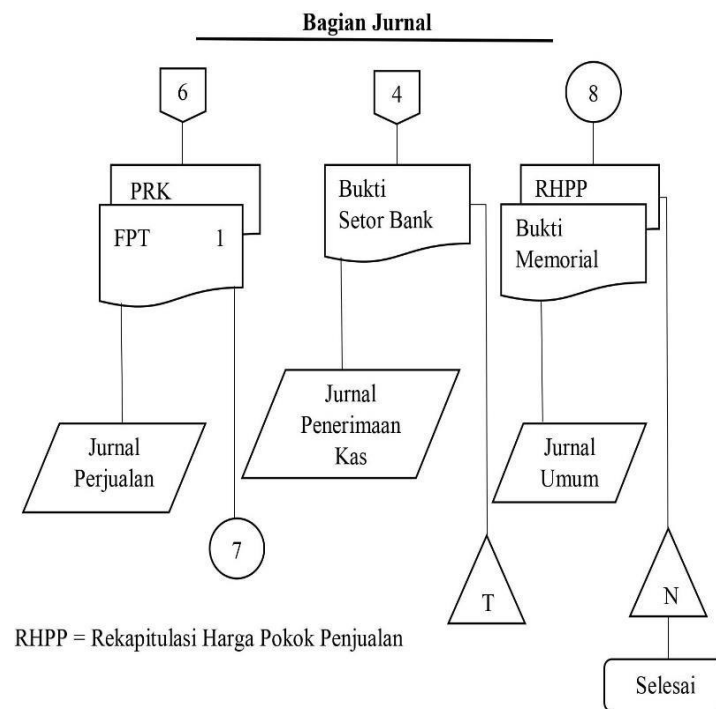 Bagian Jurnal
6
4
8
PRK
FPT 1
Bukti
Setor Bank
RHPP
Bukti
Memorial
Jurnal
Perjualan
Jurnal
Penerimaan
Kas
Jurnal
Umum
7
T
N
RHPP = Rekapitulasi Harga Pokok Penjualan
Selesai